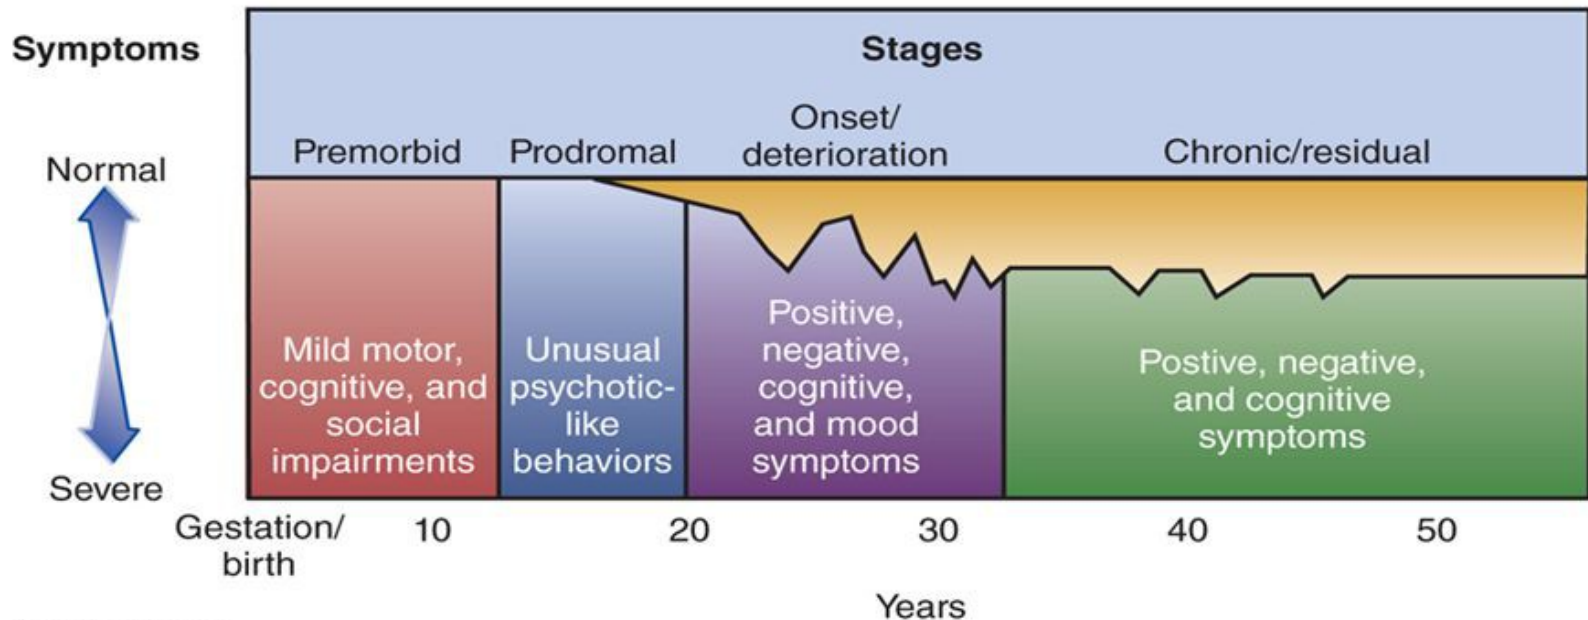 Symptoms
Stages
Premorbid
Prodromal
Onset/
deterioration
Chronic/residual
Normal
Severe
Mild motor,
cognitive, and
social
impairments
Unusual
psychotic-
like
behaviors
Positive,
negative,
cognitive,
and mood
symptoms
Postive, negative,
and cognitive
symptoms
Gestation/
birth
10
20
30
40
50
Years